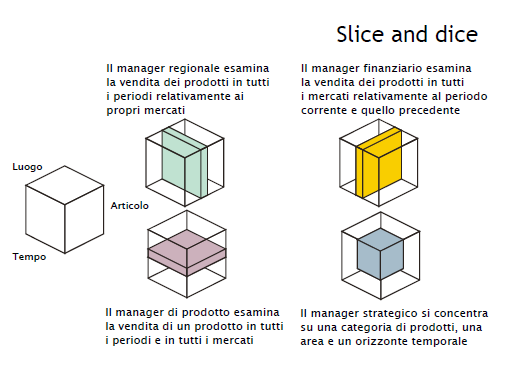 Slice and dice
Il manager regionale esamina
la vendita dei prodotti in tutti
i periodi relativamente ai
propri mercati
Il manager finanziario esamina
la vendita dei prodotti in tutti
i mercati relativamente al periodo
corrente e quello precedente
Luogo
Articolo
Tempo
Il manager di prodotto esamina
la vendita di un prodotto in tutti
i periodi e in tutti i mercati
Il manager strategico si concentra
su una categoria di prodotti, una
area e un orizzonte temporale